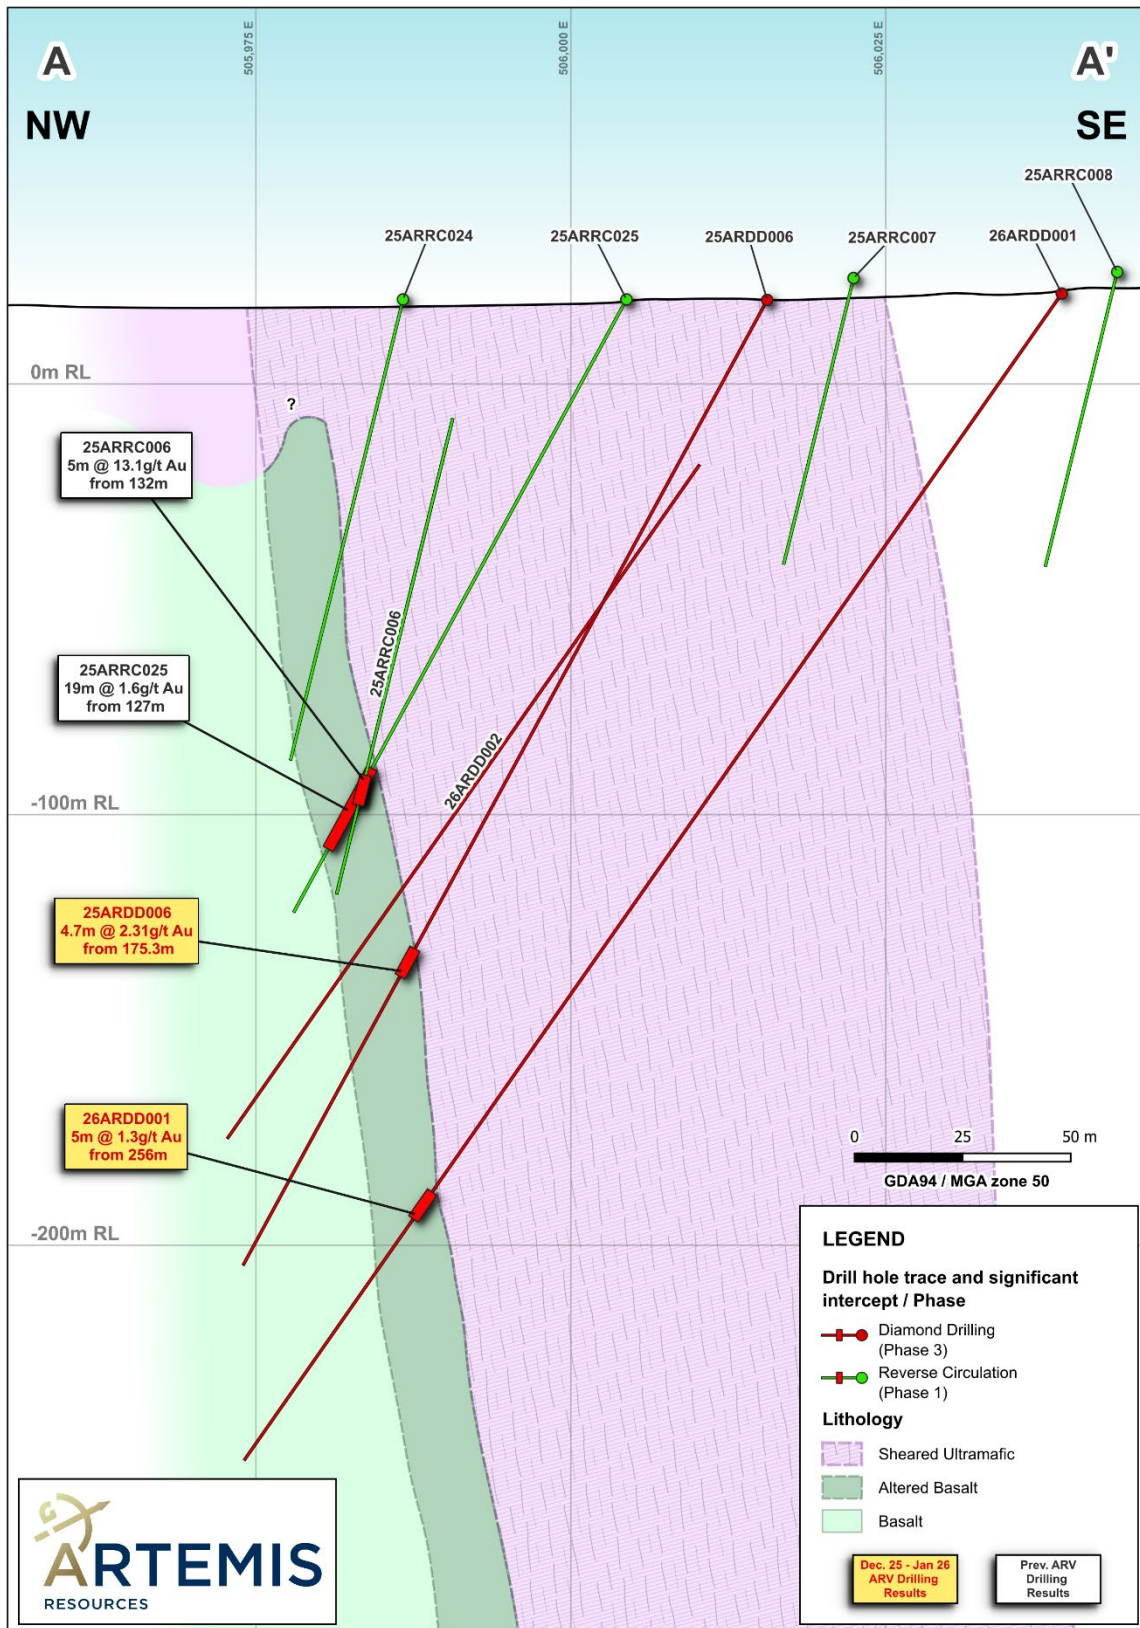 505,975 E
506,000 E
506,025 E
A
NW
A'
SE
25ARRC008
25ARRC024
25ARRC025
25ARDD006
25ARRC007
26ARDD001
0m RL
?
25ARRC006
5m @ 13.1g/t Au
from 132m
25ARRC006
25ARRC025
19m @ 1.6g/t Au
from 127m
26ARDD002
-100m RL
25ARDD006
4.7m @ 2.31g/t Au
from 175.3m
26ARDD001
5m @ 1.3g/t Au
from 256m
0 25 50 m
GDA94 / MGA zone 50
-200m RL
LEGEND
Drill hole trace and significant
intercept / Phase
Diamond Drilling
(Phase 3)
Reverse Circulation
(Phase 1)
Lithology
Sheared Ultramafic
Altered Basalt
Basalt
Dec. 25 - Jan 26
ARV Drilling
Results
Prev. ARV
Drilling
Results
ARTEMIS
RESOURCES